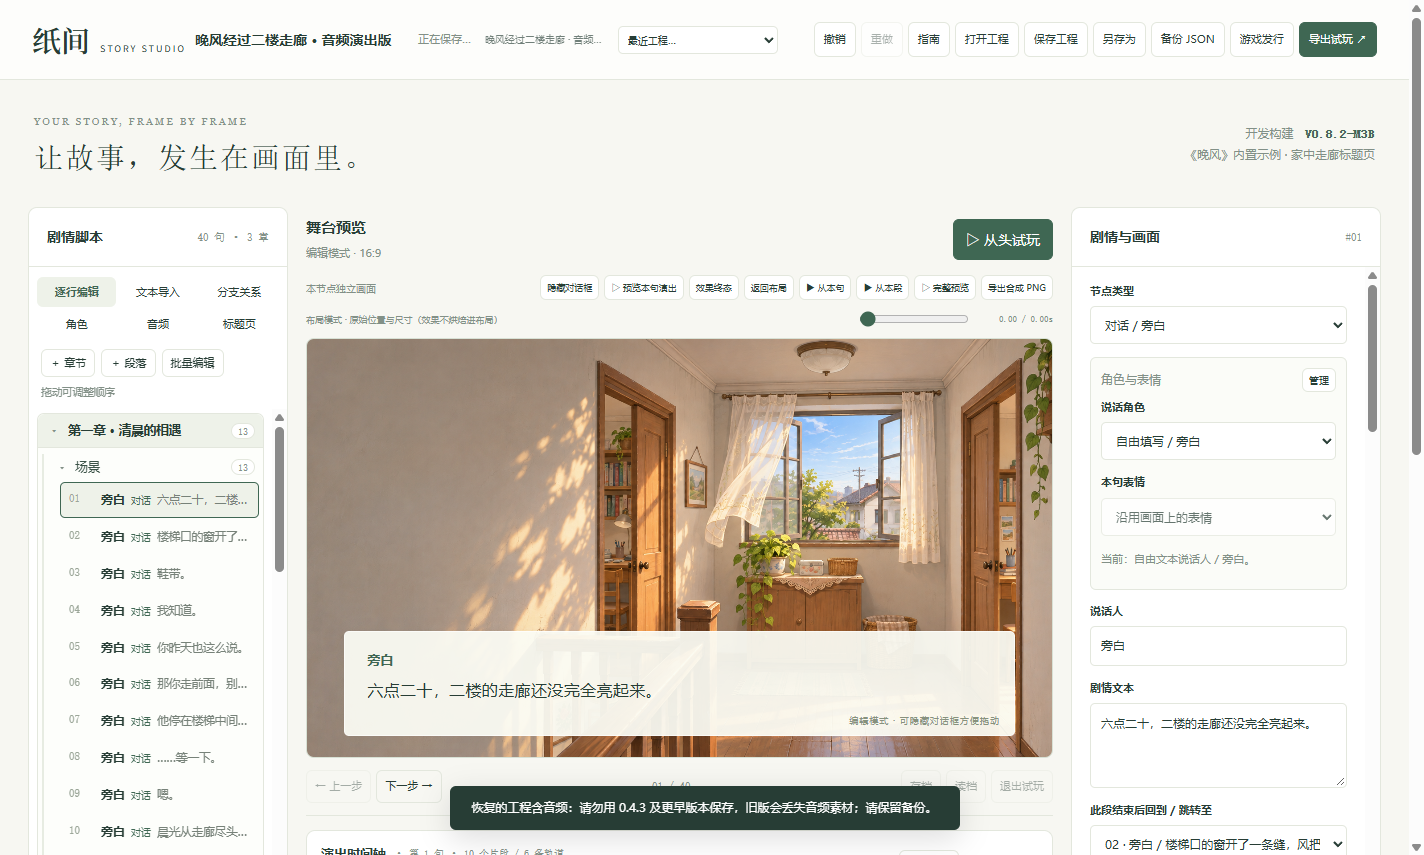 纸间 STORY STUDIO 晚风经过二楼走廊 • 音频演出版 正在保存... 晚风经过二楼走廊 · 音频... 最近工程... 撤销 重做 指南 打开工程 保存工程 另存为 备份 JSON 游戏发行 导出试玩 ↗
YOUR STORY, FRAME BY FRAME
让故事，发生在画面里。
开发构建 V0.8.2-M3B
《晚风》内置示例 · 家中走廊标题页
剧情脚本 40 句 · 3 章
逐行编辑 文本导入 分支关系
角色 音频 标题页
+ 章节 + 段落 批量编辑
拖动可调整顺序
第一章 • 清晨的相遇 13
场景 13
01 旁白 对话 六点二十，二楼...
02 旁白 对话 楼梯口的窗开了...
03 旁白 对话 鞋带。
04 旁白 对话 我知道。
05 旁白 对话 你昨天也这么说。
06 旁白 对话 那你走前面，别...
07 旁白 对话 他停在楼梯中间...
08 旁白 对话 ……等一下。
09 旁白 对话 嗯。
10 旁白 对话 晨光从走廊尽头...
舞台预览
编辑模式 · 16:9
▷ 从头试玩
本节点独立画面 隐藏对话框 ▷ 预览本句演出 效果终态 返回布局 ▶ 从本句 ▶ 从本段 ▷ 完整预览 导出合成 PNG
布局模式 · 原始位置与尺寸（效果不烘焙进布局） 0.00 / 0.00s
旁白
六点二十，二楼的走廊还没完全亮起来。
编辑模式 · 可隐藏对话框方便拖动
← 上一步 下一步 → 01 / 40 存档 读档 退出试玩
恢复的工程含音频：请勿用 0.4.3 及更早版本保存，旧版会丢失音频素材；请保留备份。
演出时间轴 · 第 1 句 · 10 个片段 / 6 条轨道
剧情与画面 #01
节点类型
对话 / 旁白
角色与表情 管理
说话角色
自由填写 / 旁白
本句表情
沿用画面上的表情
当前：自由文本说话人 / 旁白。
说话人
旁白
剧情文本
六点二十，二楼的走廊还没完全亮起来。
此段结束后回到 / 跳转至
02 · 旁白 / 楼梯口的窗开了一条缝，风把